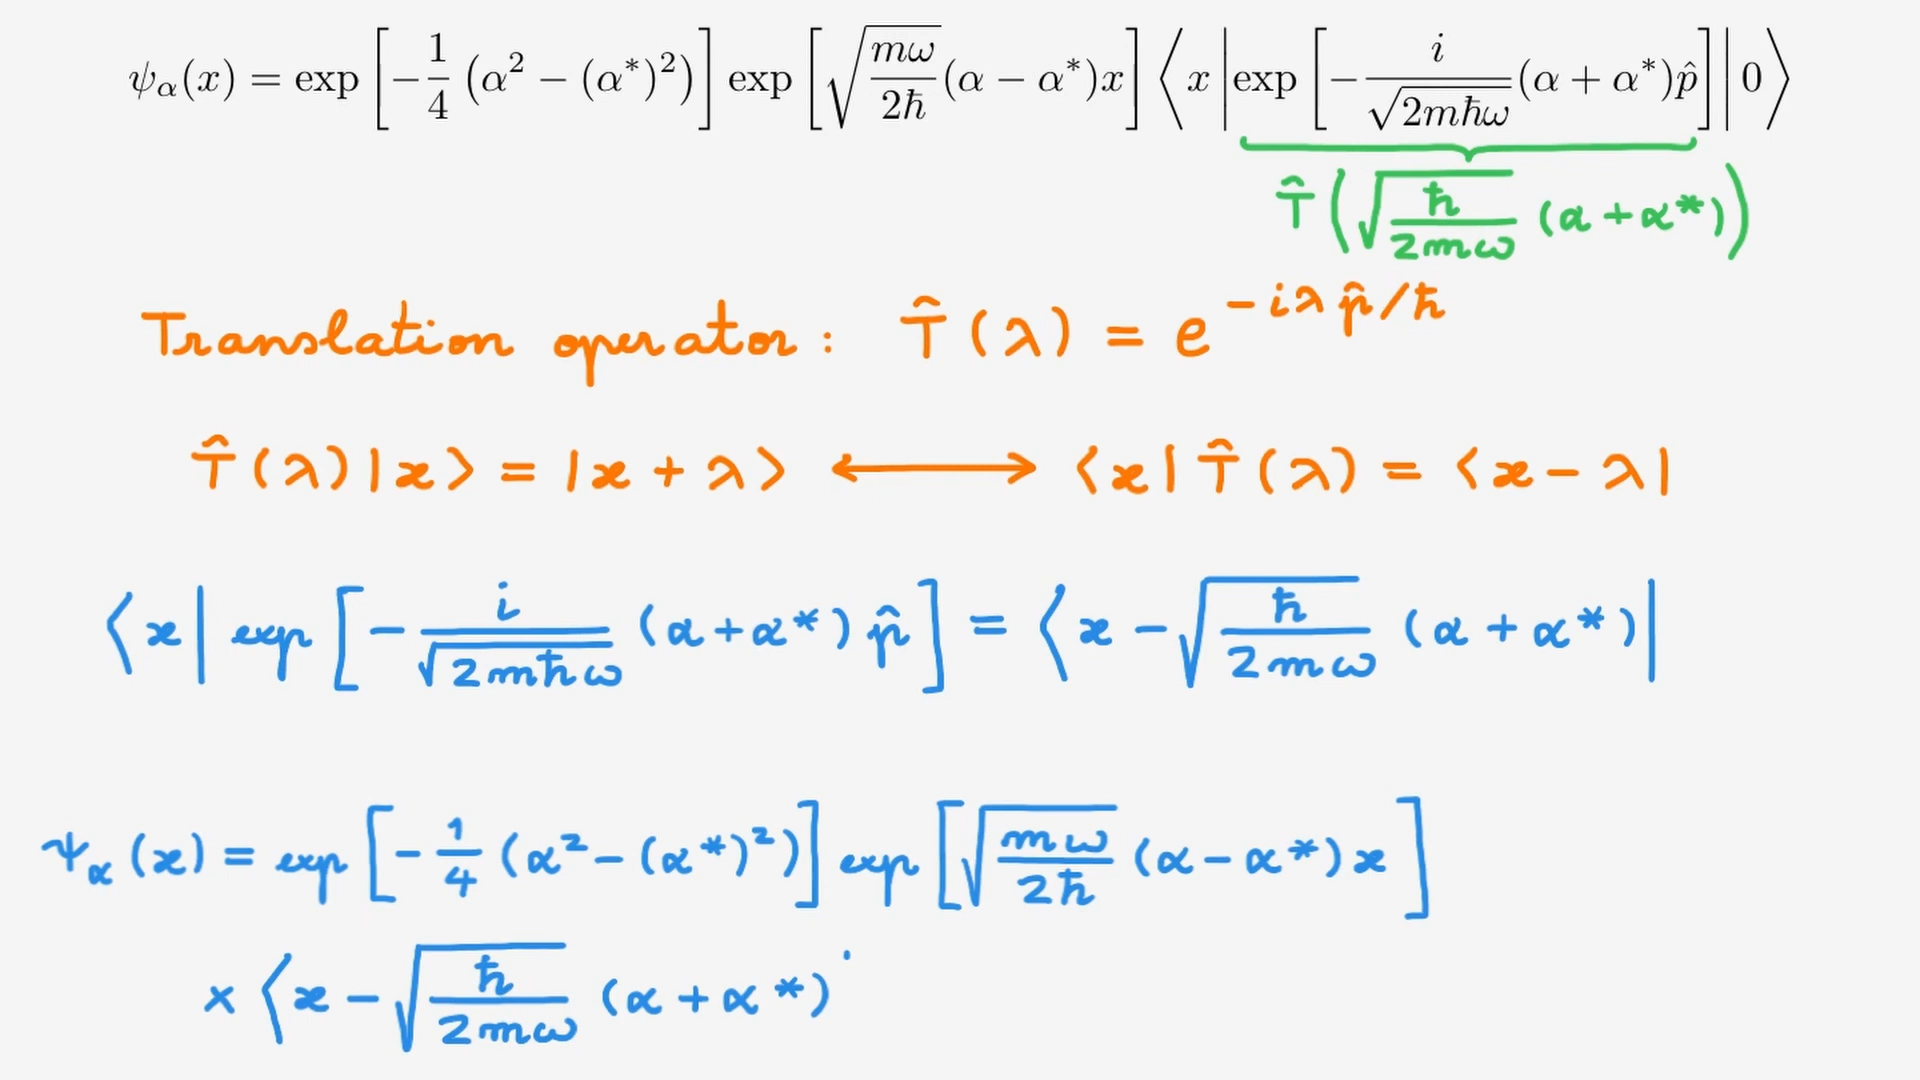 ψ_α(x) = exp[−1/4 (α² − (α*)²)] exp[√(mω/2ħ)(α − α*)x] ⟨x|exp[−i/√(2mħω) (α + α*)p̂]|0⟩
T̂(√(ħ/2mω) (α + α*))
Translation operator: T̂(λ) = e^(−iλp̂/ħ)
T̂(λ)|x⟩ = |x + λ⟩ ⟷ ⟨x|T̂(λ) = ⟨x − λ|
⟨x| exp[−i/√(2mħω) (α + α*) p̂] = ⟨x − √(ħ/2mω) (α + α*)|
ψ_α(x) = exp[−1/4 (α² − (α*)²)] exp[√(mω/2ħ) (α − α*) x]
× ⟨x − √(ħ/2mω) (α + α*)